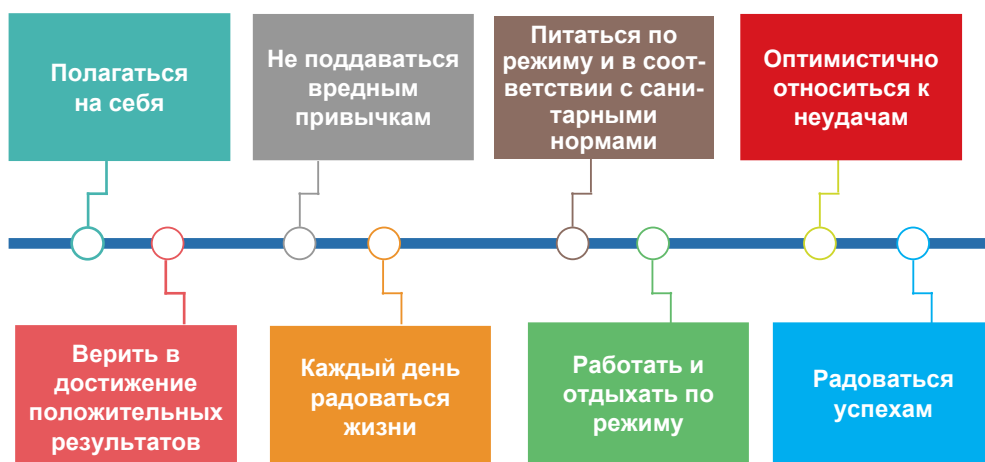 Полагаться
на себя
Не поддаваться
вредным
привычкам
Питаться по
режиму и в соот-
ветствии с сани-
тарными
нормами
Оптимистично
относиться к
неудачам
Верить в
достижение
положительных
результатов
Каждый день
радоваться
жизни
Работать и
отдыхать по
режиму
Радоваться
успехам